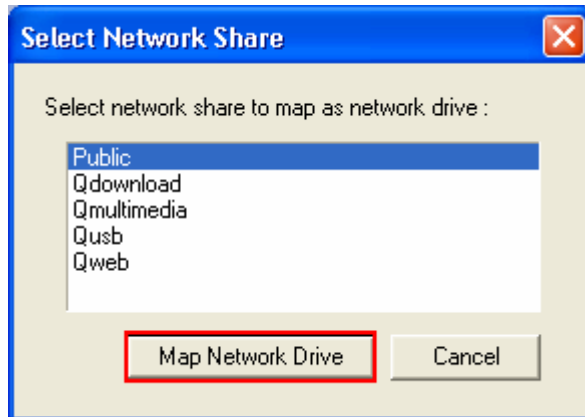 Select Network Share
Select network share to map as network drive :
Public
Qdownload
Qmultimedia
Qusb
Qweb
Map Network Drive
Cancel